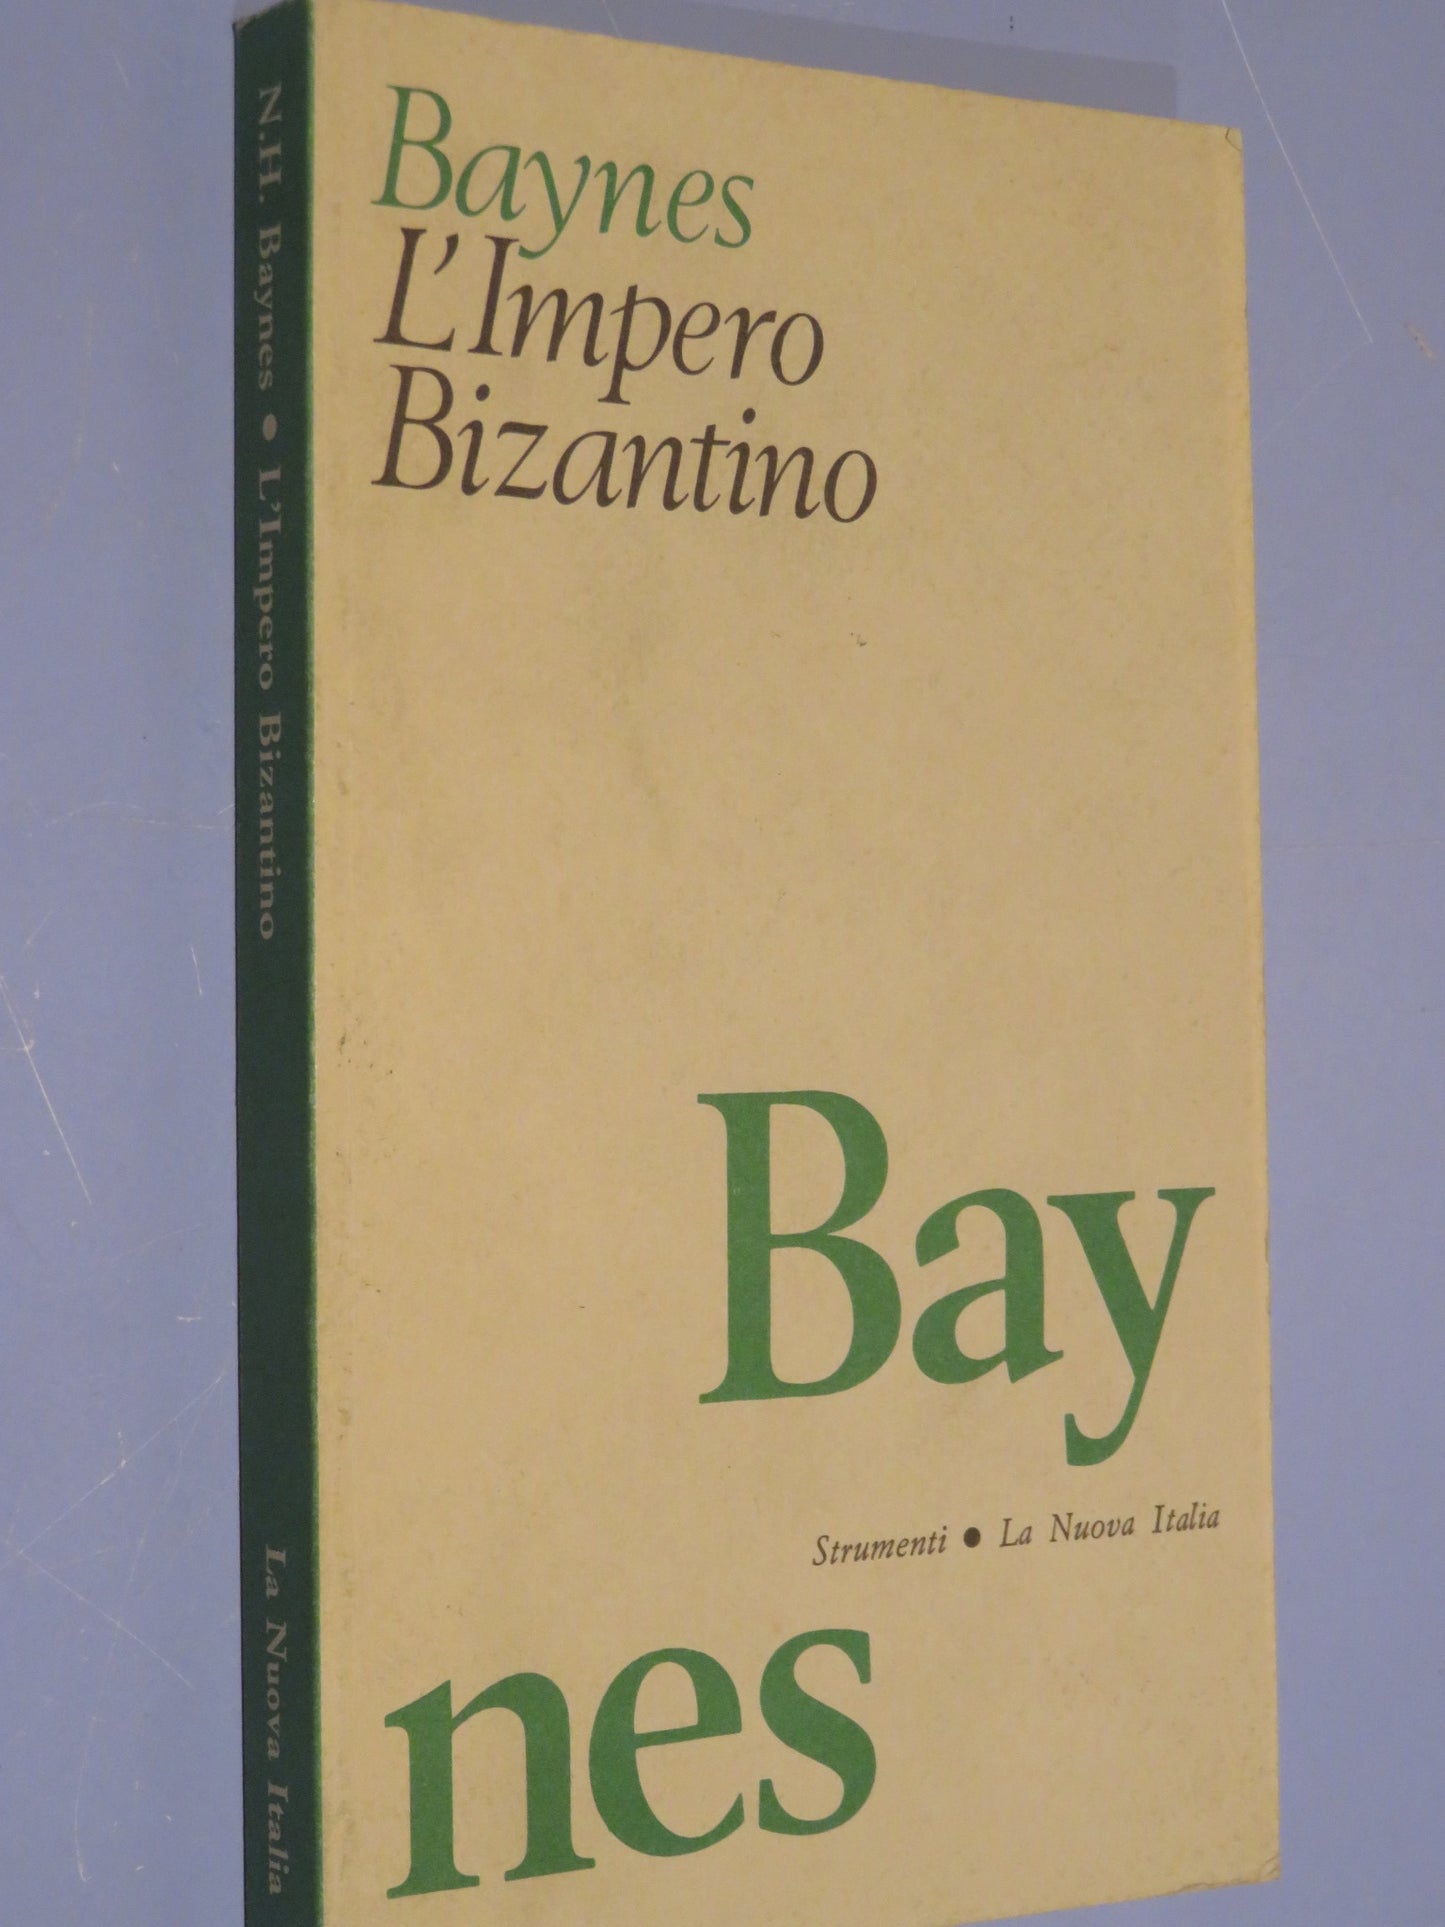 Baynes
L'Impero
Bizantino
Bay
Strumenti • La Nuova Italia
nes
N.H. Baynes • L'Impero Bizantino La Nuova Italia